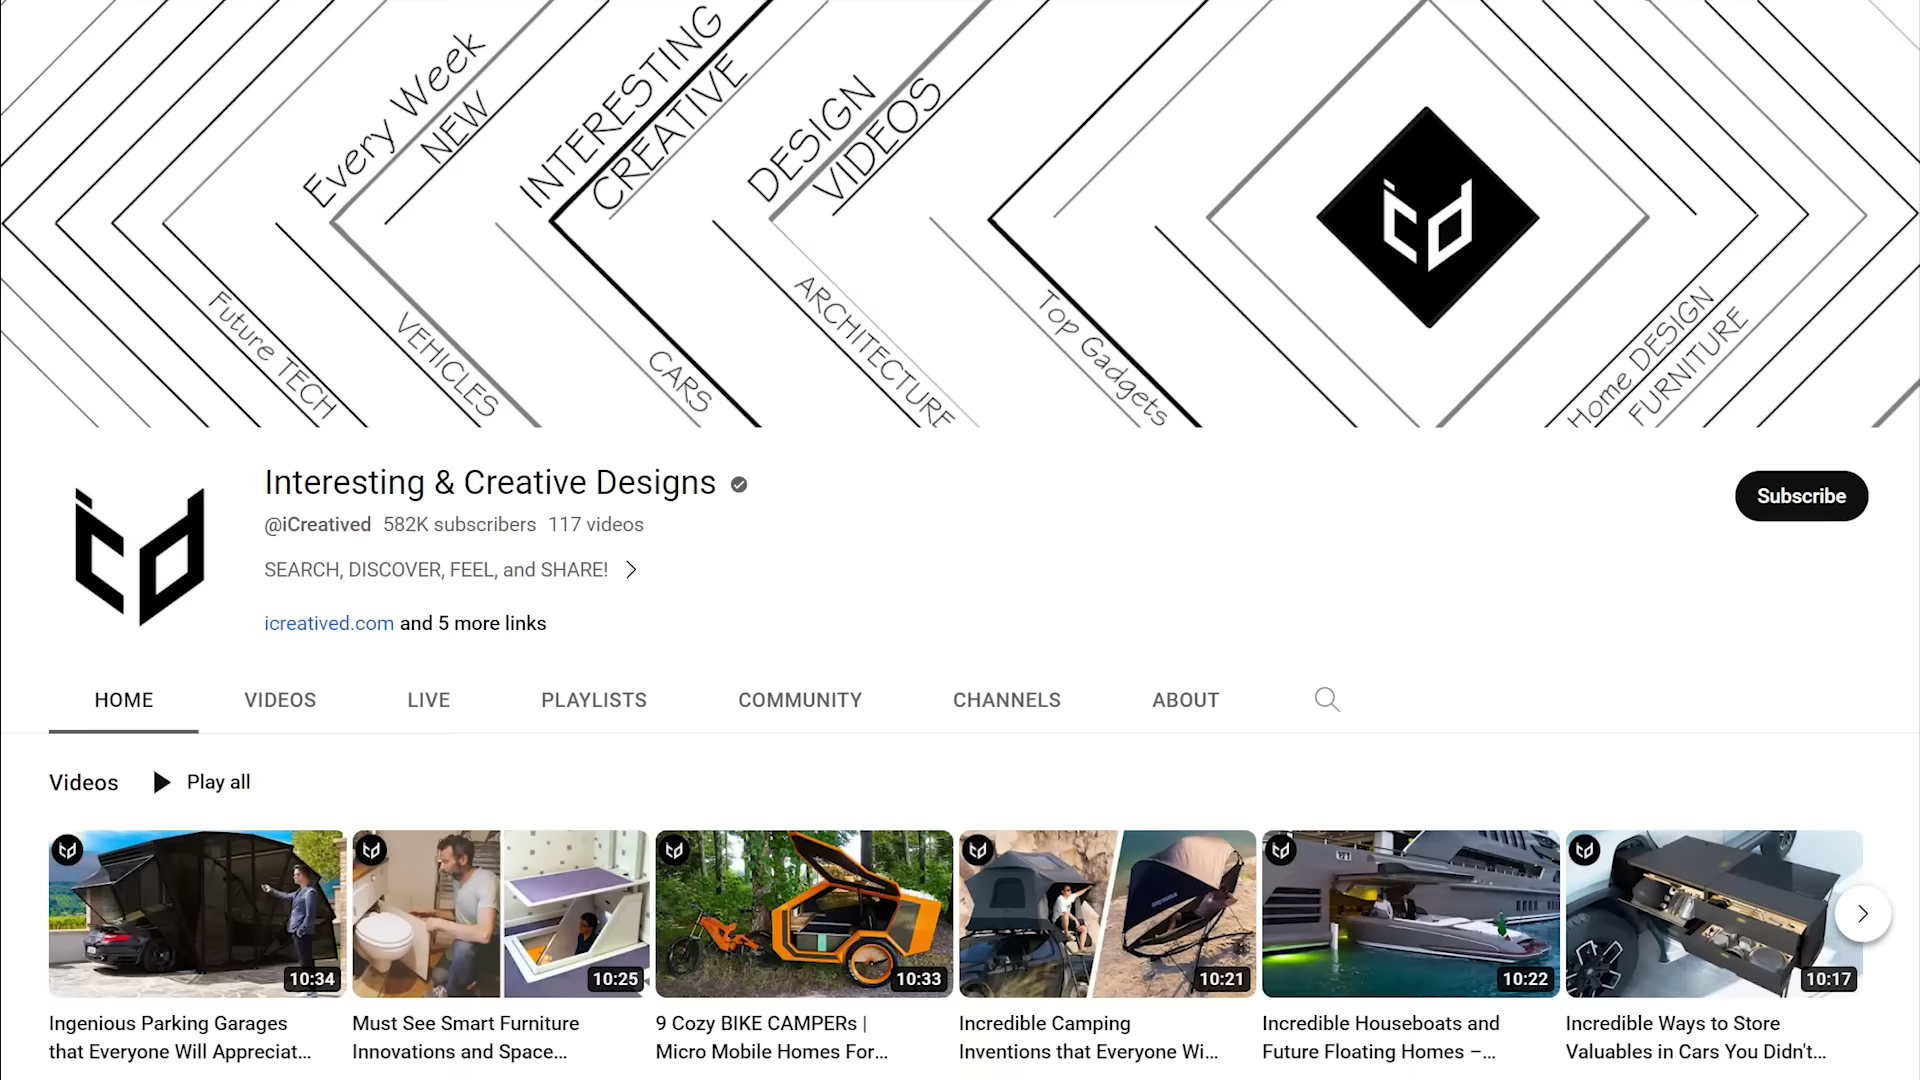 Every Week
NEW
INTERESTING
CREATIVE
DESIGN
VIDEOS
Future TECH
VEHICLES
CARS
ARCHITECTURE
Top Gadgets
Home DESIGN
FURNITURE
icd
Interesting & Creative Designs
@iCreatived 582K subscribers 117 videos
SEARCH, DISCOVER, FEEL, and SHARE!
icreatived.com and 5 more links
Subscribe
HOME VIDEOS LIVE PLAYLISTS COMMUNITY CHANNELS ABOUT
Videos Play all
10:34 10:25 10:33 10:21 10:22 10:17
Ingenious Parking Garages
that Everyone Will Appreciat...
Must See Smart Furniture
Innovations and Space...
9 Cozy BIKE CAMPERs |
Micro Mobile Homes For...
Incredible Camping
Inventions that Everyone Wi...
Incredible Houseboats and
Future Floating Homes –...
Incredible Ways to Store
Valuables in Cars You Didn't...